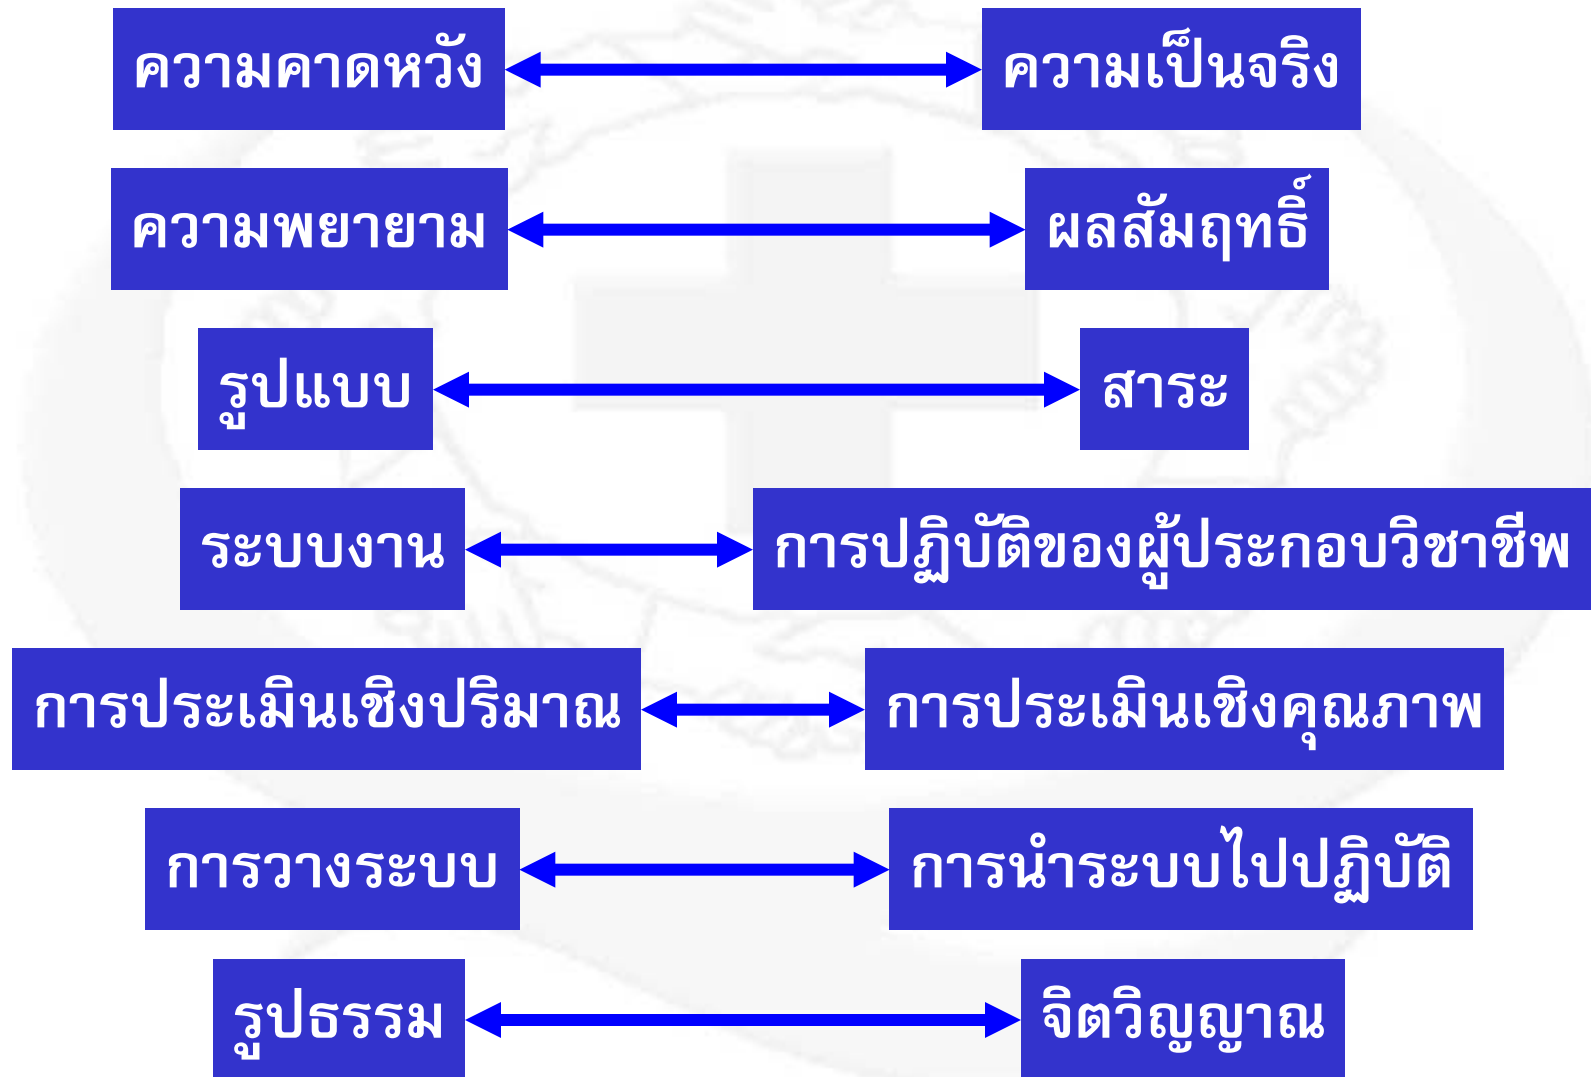 ความคาดหวัง ความเป็นจริง
ความพยายาม ผลสัมฤทธิ์
รูปแบบ สาระ
ระบบงาน การปฏิบัติของผู้ประกอบวิชาชีพ
การประเมินเชิงปริมาณ การประเมินเชิงคุณภาพ
การวางระบบ การนำระบบไปปฏิบัติ
รูปธรรม จิตวิญญาณ